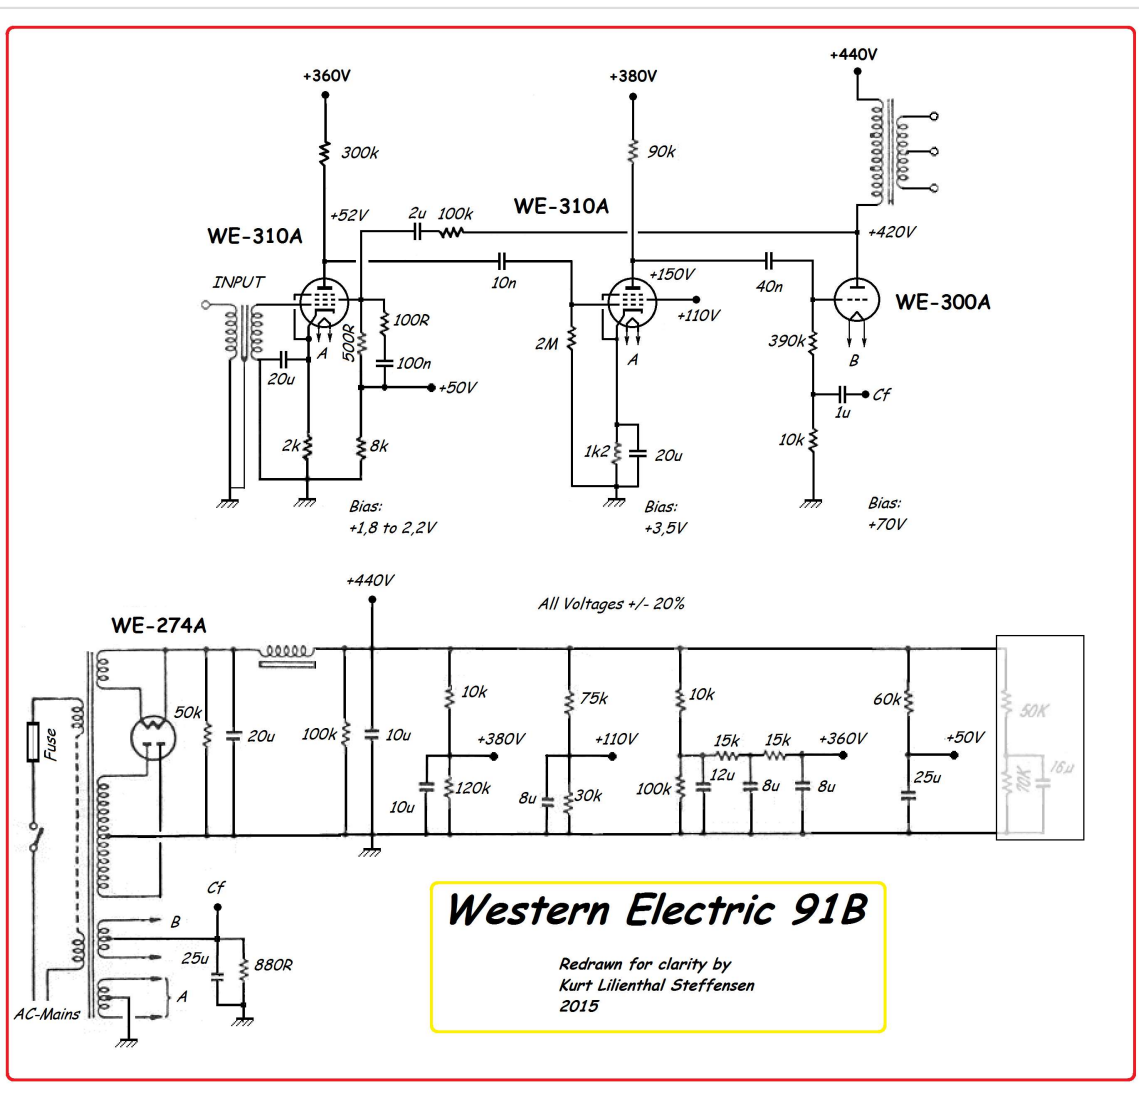 +440V
+360V
+380V
300k
90k
WE-310A
+52V
2u
100k
WE-310A
+420V
INPUT
10n
+150V
40n
WE-300A
+110V
100R
500R
2M
390k
A
A
B
100n
20u
+50V
Cf
1u
2k
8k
1k2
20u
10k
Bias:
+1,8 to 2,2V
Bias:
+3,5V
Bias:
+70V
+440V
All Voltages +/- 20%
WE-274A
10k
75k
10k
60k
50K
50k
Fuse
20u
100k
10u
+380V
+110V
15k
15k
+360V
+50V
10u
120k
8u
30k
100k
12u
8u
8u
25u
70K
16µ
Cf
B
25u
880R
A
AC-Mains
Western Electric 91B
Redrawn for clarity by
Kurt Lilienthal Steffensen
2015